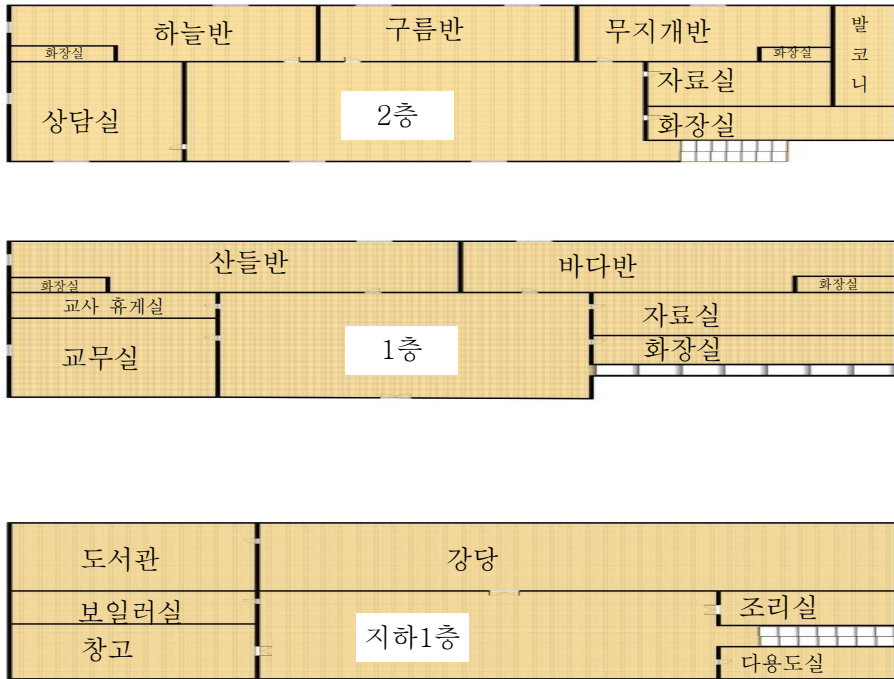 하늘반
구름반
무지개반
발코니
화장실
화장실
상담실
2층
자료실
화장실
산들반
바다반
화장실
화장실
교사 휴게실
자료실
교무실
1층
화장실
도서관
강당
보일러실
조리실
창고
지하1층
다용도실